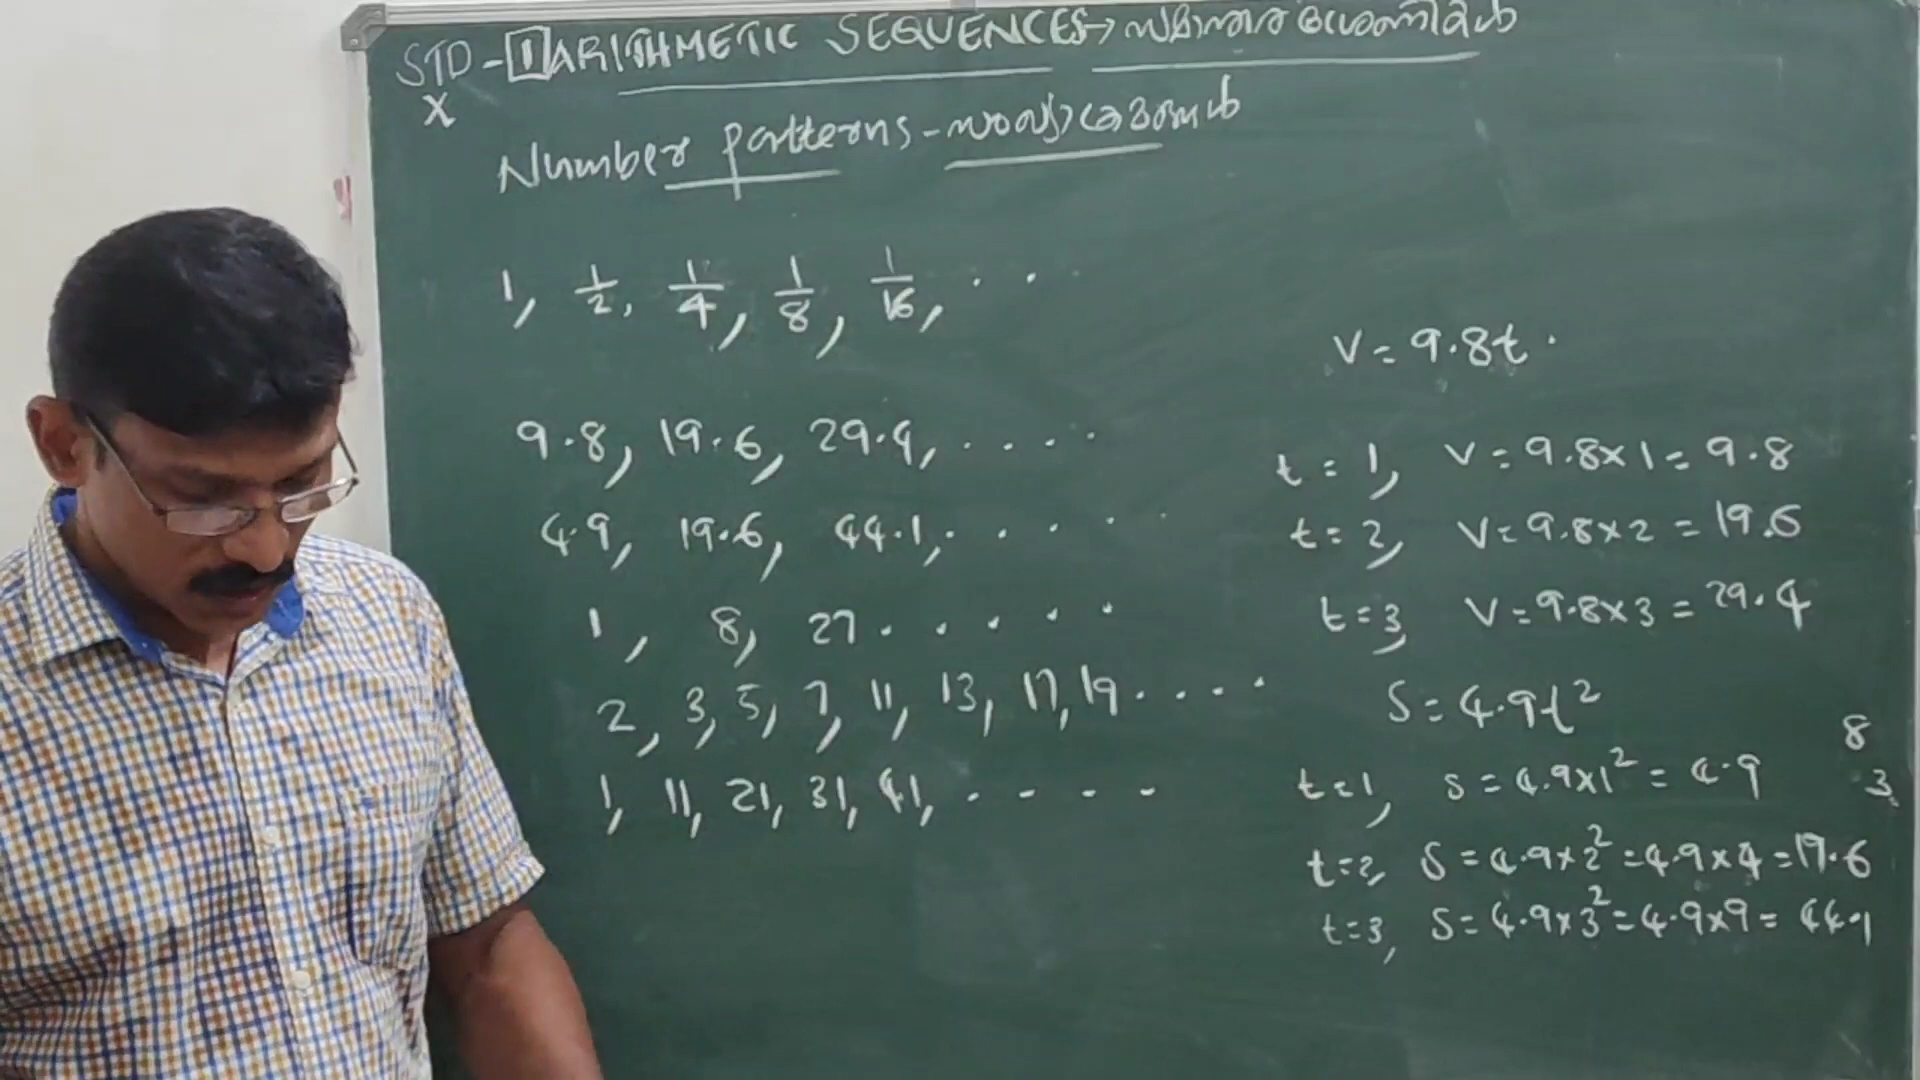 STD - 1 ARITHMETIC SEQUENCES → സമാന്തര ശ്രേണികൾ
X
Number patterns - സംഖ്യാക്രമങ്ങൾ
1, 1/2, 1/4, 1/8, 1/16, . .
9.8, 19.6, 29.4, . . . .
4.9, 19.6, 44.1, . . . . .
1, 8, 27 . . . . .
2, 3, 5, 7, 11, 13, 17, 19 . . . .
1, 11, 21, 31, 41, . - - -
V = 9.8t .
t = 1, V = 9.8×1 = 9.8
t = 2, V = 9.8×2 = 19.6
t = 3, V = 9.8×3 = 29.4
S = 4.9t²
8
t = 1, S = 4.9×1² = 4.9
3
t = 2, S = 4.9×2² = 4.9×4 = 19.6
t = 3, S = 4.9×3² = 4.9×9 = 44.1